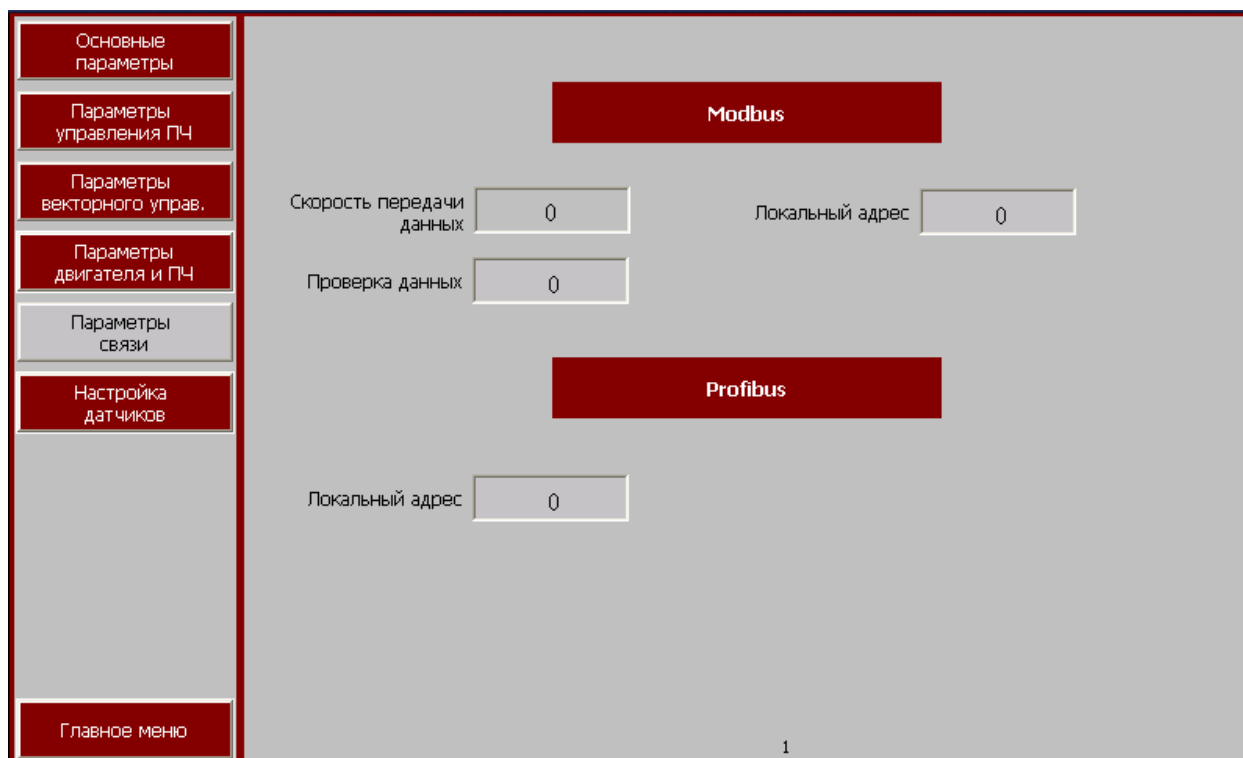 Основные
параметры
Параметры
управления ПЧ
Параметры
векторного управ.
Параметры
двигателя и ПЧ
Параметры
связи
Настройка
датчиков
Главное меню
Modbus
Скорость передачи
данных
0
Локальный адрес
0
Проверка данных
0
Profibus
Локальный адрес
0
1